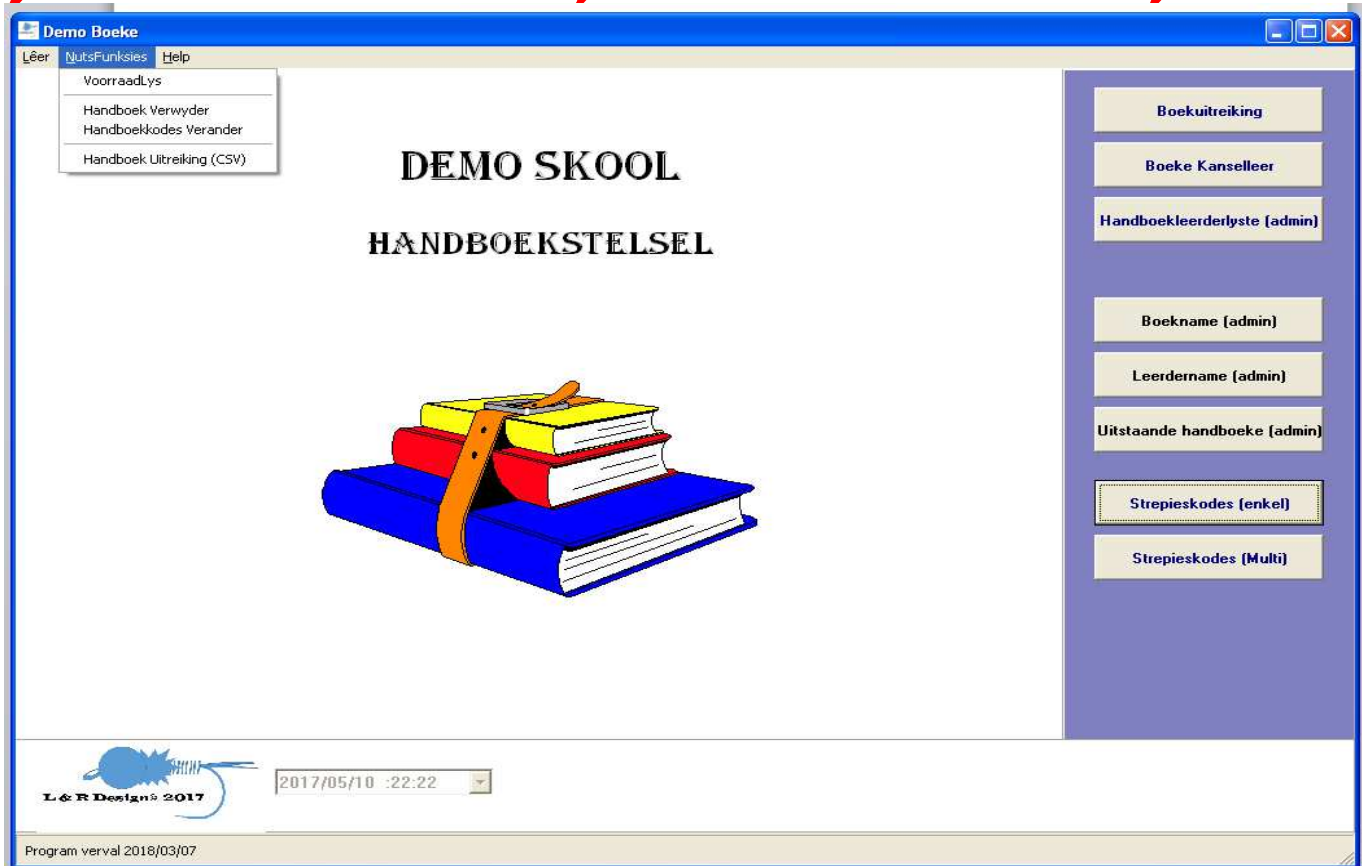 Demo Boeke
Lêer NutsFunksies Help
VoorraadLys
Handboek Verwyder
Handboekkodes Verander
Handboek Uitreiking (CSV)
DEMO SKOOL
HANDBOEKSTELSEL
Boekuitreiking
Boeke Kanselleer
Handboekleerderlyste (admin)
Boekname (admin)
Leerdername (admin)
Uitstaande handboeke (admin)
Strepieskodes (enkel)
Strepieskodes (Multi)
L & R Designs 2017
2017/05/10 :22:22
Program verval 2018/03/07